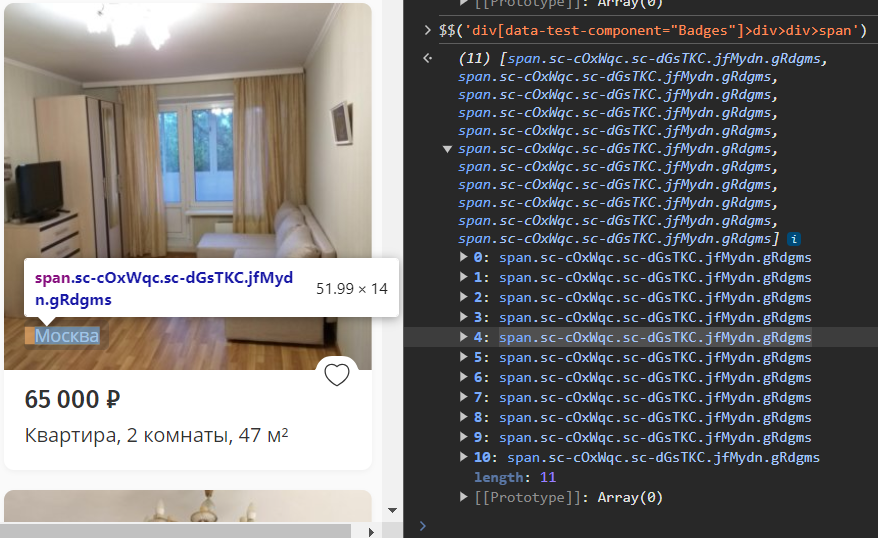 span.sc-cOxWqc.sc-dGsTKC.jfMyd
n.gRdgms
51.99 × 14
Москва
65 000 ₽
Квартира, 2 комнаты, 47 м²
[[Prototype]]: Array(0)
$$('div[data-test-component="Badges"]>div>div>span')
(11) [span.sc-cOxWqc.sc-dGsTKC.jfMydn.gRdgms,
span.sc-cOxWqc.sc-dGsTKC.jfMydn.gRdgms,
span.sc-cOxWqc.sc-dGsTKC.jfMydn.gRdgms,
span.sc-cOxWqc.sc-dGsTKC.jfMydn.gRdgms,
span.sc-cOxWqc.sc-dGsTKC.jfMydn.gRdgms,
span.sc-cOxWqc.sc-dGsTKC.jfMydn.gRdgms,
span.sc-cOxWqc.sc-dGsTKC.jfMydn.gRdgms,
span.sc-cOxWqc.sc-dGsTKC.jfMydn.gRdgms,
span.sc-cOxWqc.sc-dGsTKC.jfMydn.gRdgms,
span.sc-cOxWqc.sc-dGsTKC.jfMydn.gRdgms,
span.sc-cOxWqc.sc-dGsTKC.jfMydn.gRdgms] i
0: span.sc-cOxWqc.sc-dGsTKC.jfMydn.gRdgms
1: span.sc-cOxWqc.sc-dGsTKC.jfMydn.gRdgms
2: span.sc-cOxWqc.sc-dGsTKC.jfMydn.gRdgms
3: span.sc-cOxWqc.sc-dGsTKC.jfMydn.gRdgms
4: span.sc-cOxWqc.sc-dGsTKC.jfMydn.gRdgms
5: span.sc-cOxWqc.sc-dGsTKC.jfMydn.gRdgms
6: span.sc-cOxWqc.sc-dGsTKC.jfMydn.gRdgms
7: span.sc-cOxWqc.sc-dGsTKC.jfMydn.gRdgms
8: span.sc-cOxWqc.sc-dGsTKC.jfMydn.gRdgms
9: span.sc-cOxWqc.sc-dGsTKC.jfMydn.gRdgms
10: span.sc-cOxWqc.sc-dGsTKC.jfMydn.gRdgms
length: 11
[[Prototype]]: Array(0)